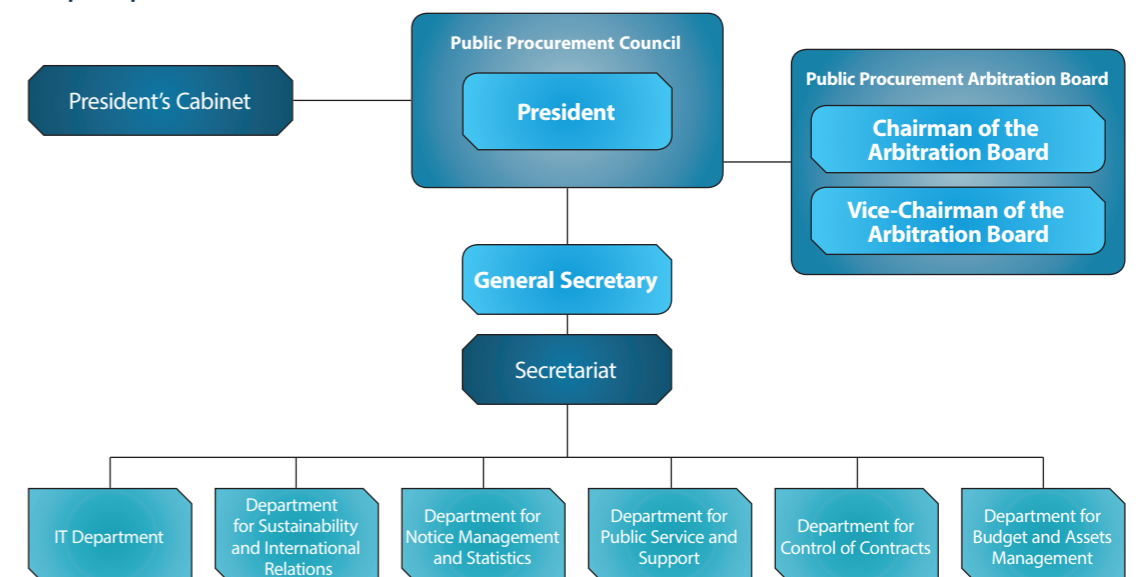 Public Procurement Council
President
President's Cabinet
Public Procurement Arbitration Board
Chairman of the
Arbitration Board
Vice-Chairman of the
Arbitration Board
General Secretary
Secretariat
IT Department
Department
for Sustainability
and International
Relations
Department for
Notice Management
and Statistics
Department for
Public Service and
Support
Department for
Control of Contracts
Department for
Budget and Assets
Management